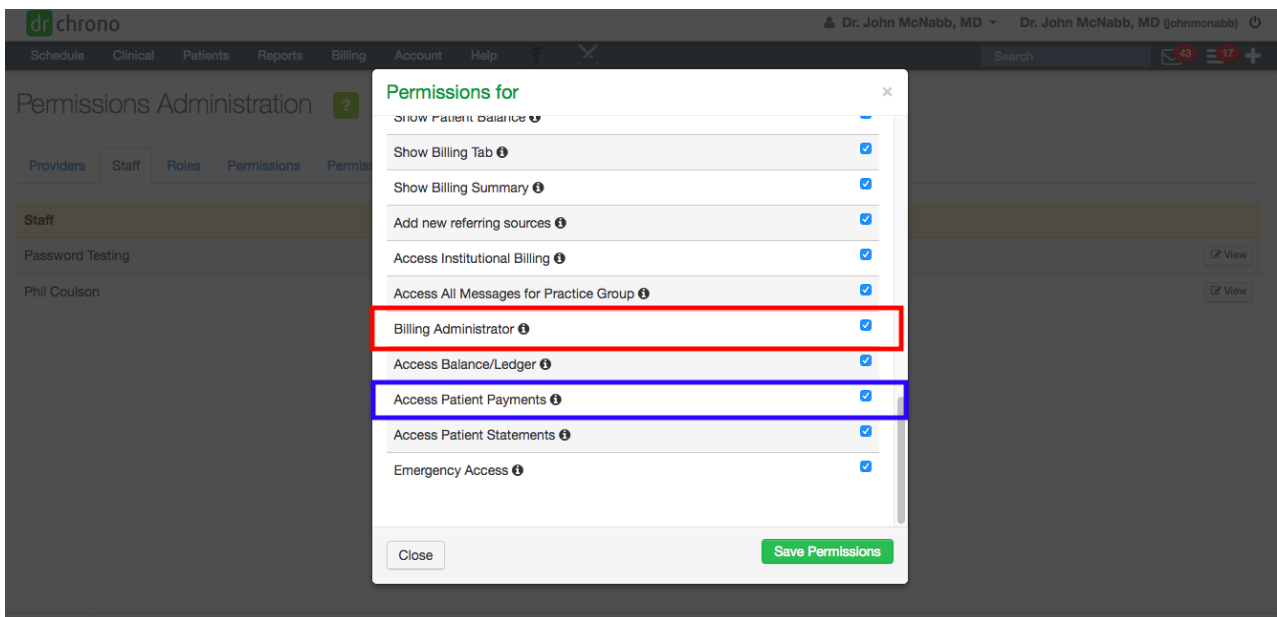 dr chrono
Dr. John McNabb, MD
Dr. John McNabb, MD (johnmcnabb)
Schedule Clinical Patients Reports Billing Account Help
Search
43 17
Permissions Administration ?
Providers Staff Roles Permissions
Staff
Password Testing
View
Phil Coulson
View
Permissions for
×
Show Patient Balance
Show Billing Tab
Show Billing Summary
Add new referring sources
Access Institutional Billing
Access All Messages for Practice Group
Billing Administrator
Access Balance/Ledger
Access Patient Payments
Access Patient Statements
Emergency Access
Close
Save Permissions